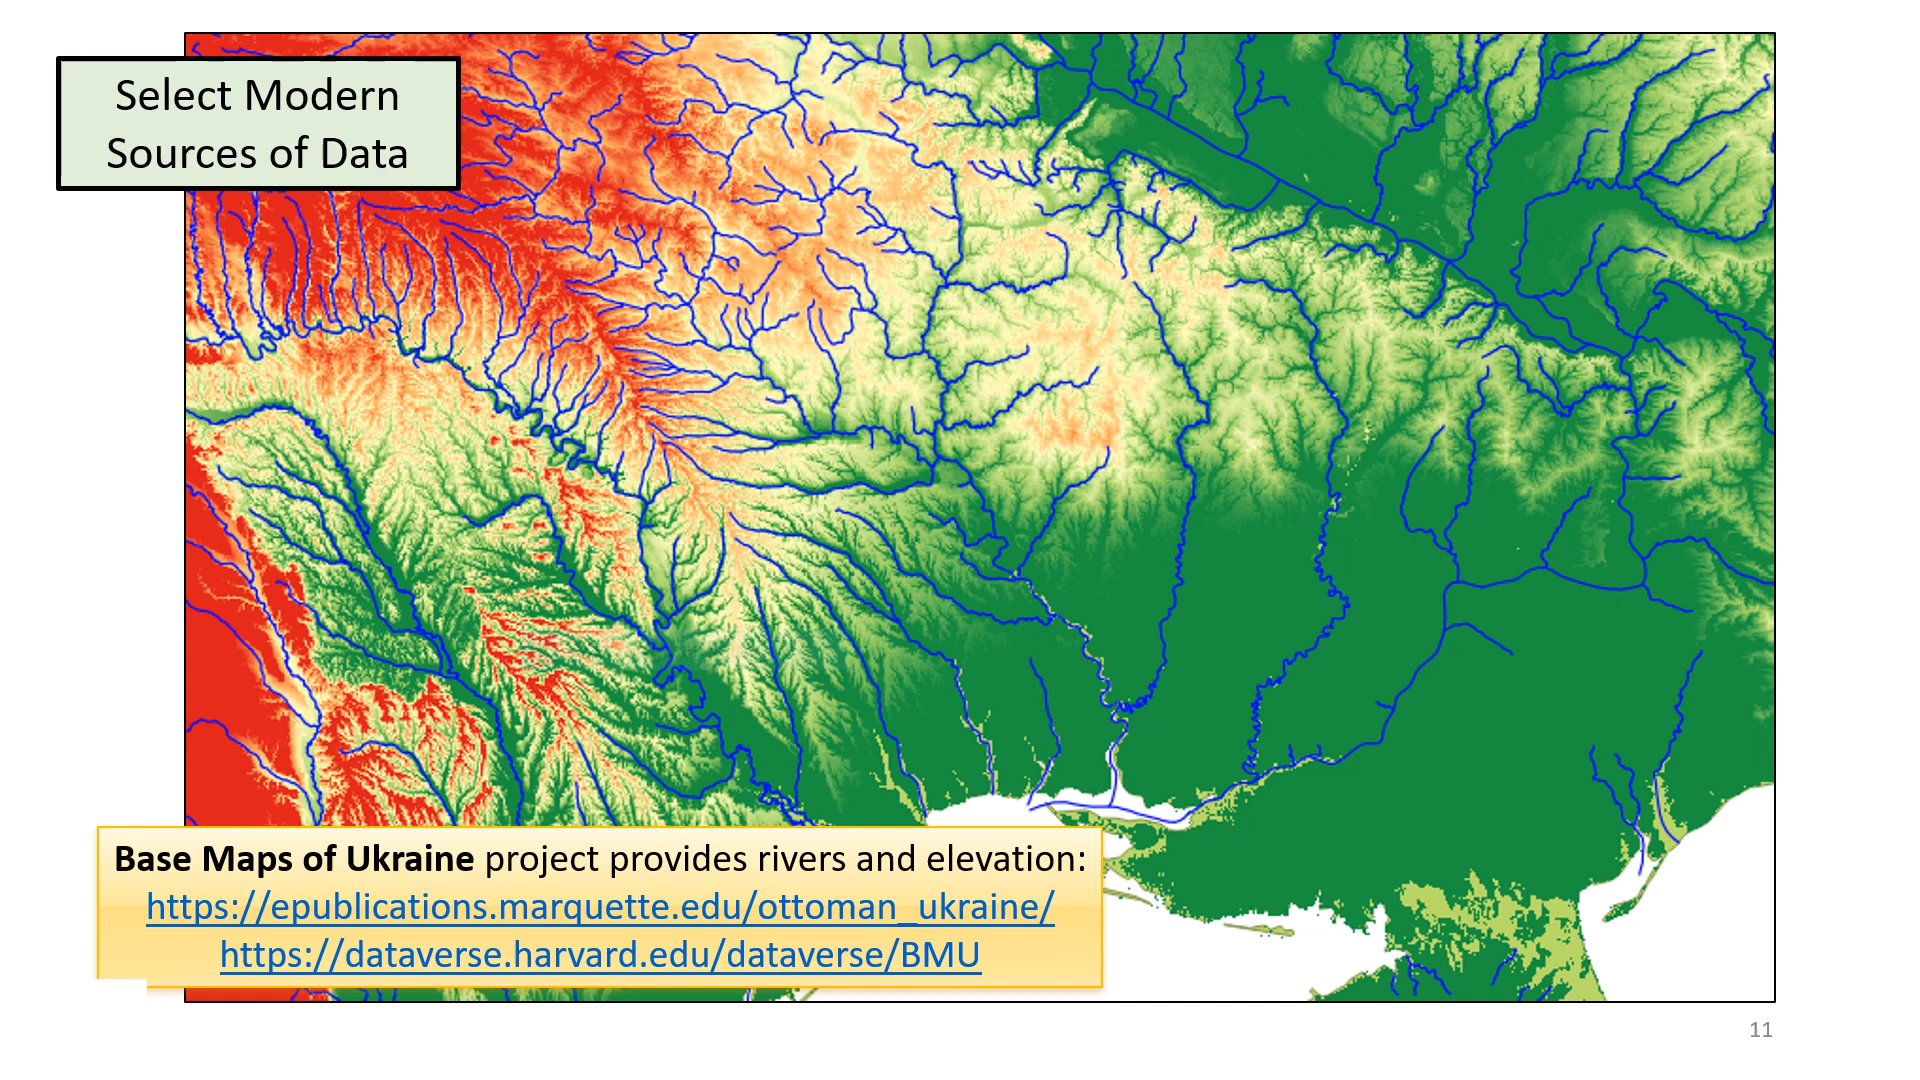 Select Modern
Sources of Data
Base Maps of Ukraine project provides rivers and elevation:
https://epublications.marquette.edu/ottoman_ukraine/
https://dataverse.harvard.edu/dataverse/BMU
11